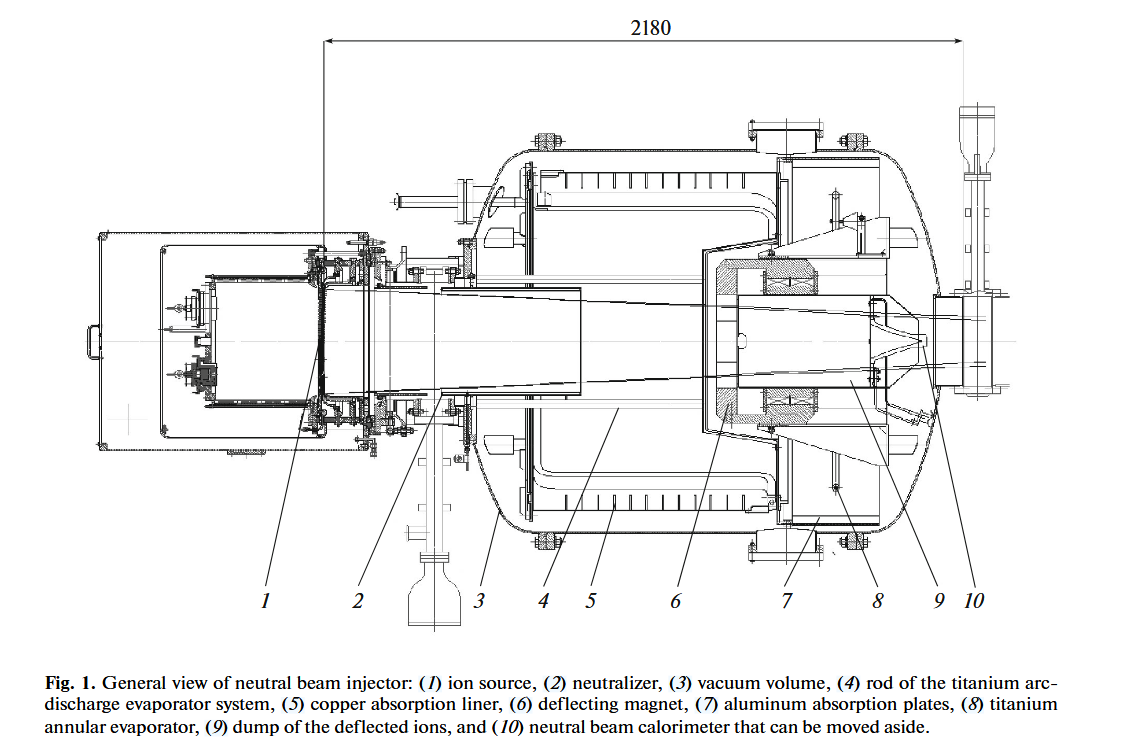 2180
1 2 3 4 5 6 7 8 9 10
Fig. 1. General view of neutral beam injector: (1) ion source, (2) neutralizer, (3) vacuum volume, (4) rod of the titanium arc-
discharge evaporator system, (5) copper absorption liner, (6) deflecting magnet, (7) aluminum absorption plates, (8) titanium
annular evaporator, (9) dump of the deflected ions, and (10) neutral beam calorimeter that can be moved aside.